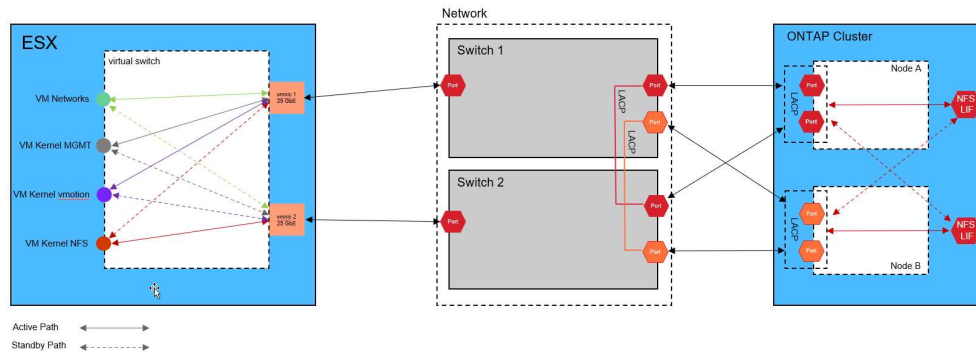 Network
ESX
virtual switch
VM Networks
VM Kernel MGMT
VM Kernel vmotion
VM Kernel NFS
vmnic 1
25 GbE
vmnic 2
25 GbE
Switch 1
Port
Port
Port
LACP
LACP
Switch 2
Port
Port
Port
ONTAP Cluster
Node A
Port
Port
LACP
NFS
LIF
Port
Port
LACP
NFS
LIF
Node B
Active Path
Standby Path